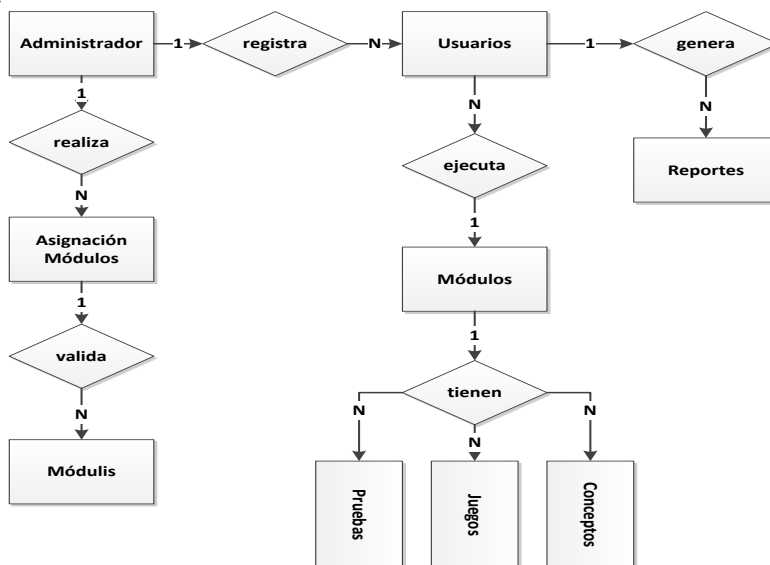 Administrador
1
registra
N
Usuarios
1
genera
1
N
N
realiza
ejecuta
Reportes
N
1
Asignación
Módulos
Módulos
1
1
valida
tienen
N
N
N
N
Módulis
Pruebas
Juegos
Conceptos